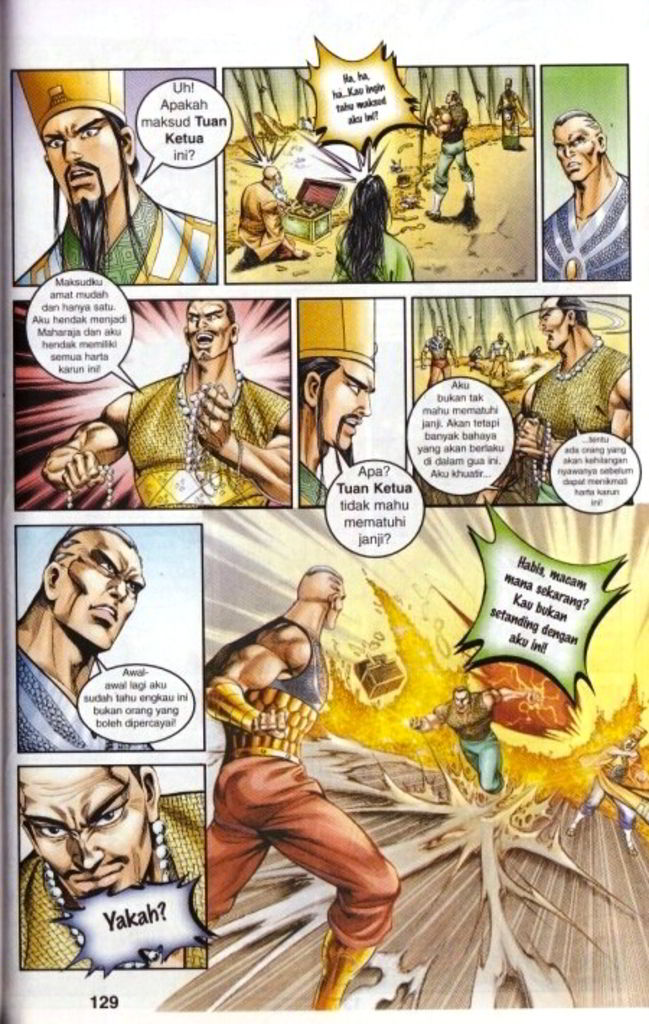 Uh!
Apakah
maksud Tuan
Ketua
ini?
Ha, ha,
ha...Kau ingin
tahu maksud
aku ini?
Maksudku
amat mudah
dan hanya satu.
Aku hendak menjadi
Maharaja dan aku
hendak memiliki
semua harta
karun ini!
Apa?
Tuan Ketua
tidak mahu
mematuhi
janji?
Aku
bukan tak
mahu mematuhi
janji. Akan tetapi
banyak bahaya
yang akan berlaku
di dalam gua ini.
Aku khuatir...
...tentu
ada orang yang
akan kehilangan
nyawanya sebelum
dapat menikmati
harta karun
ini!
Awal-
awal lagi aku
sudah tahu engkau ini
bukan orang yang
boleh dipercayai!
Habis, macam
mana sekarang?
Kau bukan
setanding dengan
aku ini!
Yakah?
129